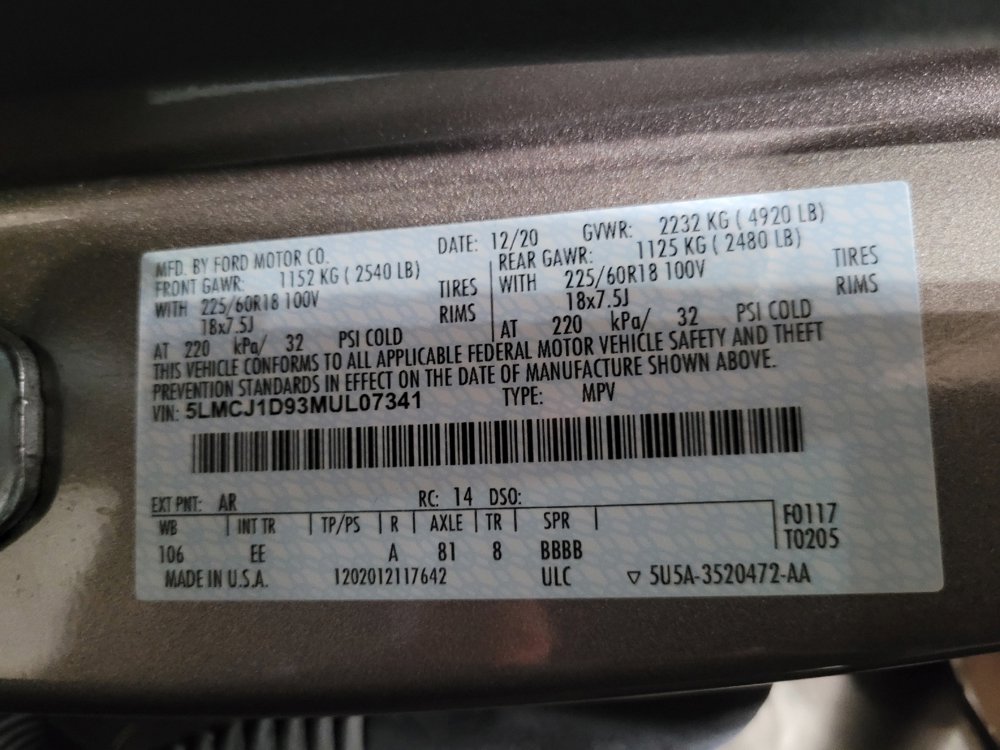 MFD. BY FORD MOTOR CO. DATE: 12/20 GVWR: 2232 KG ( 4920 LB)
FRONT GAWR: 1152 KG ( 2540 LB) REAR GAWR: 1125 KG ( 2480 LB)
WITH 225/60R18 100V TIRES WITH 225/60R18 100V TIRES
18x7.5J RIMS 18x7.5J RIMS
AT 220 kPa/ 32 PSI COLD AT 220 kPa/ 32 PSI COLD
THIS VEHICLE CONFORMS TO ALL APPLICABLE FEDERAL MOTOR VEHICLE SAFETY AND THEFT
PREVENTION STANDARDS IN EFFECT ON THE DATE OF MANUFACTURE SHOWN ABOVE.
VIN: 5LMCJ1D93MUL07341 TYPE: MPV
EXT PNT: AR RC: 14 DSO:
WB INT TR TP/PS R AXLE TR SPR F0117
106 EE A 81 8 BBBB T0205
MADE IN U.S.A. 1202012117642 ULC ▽ 5U5A-3520472-AA